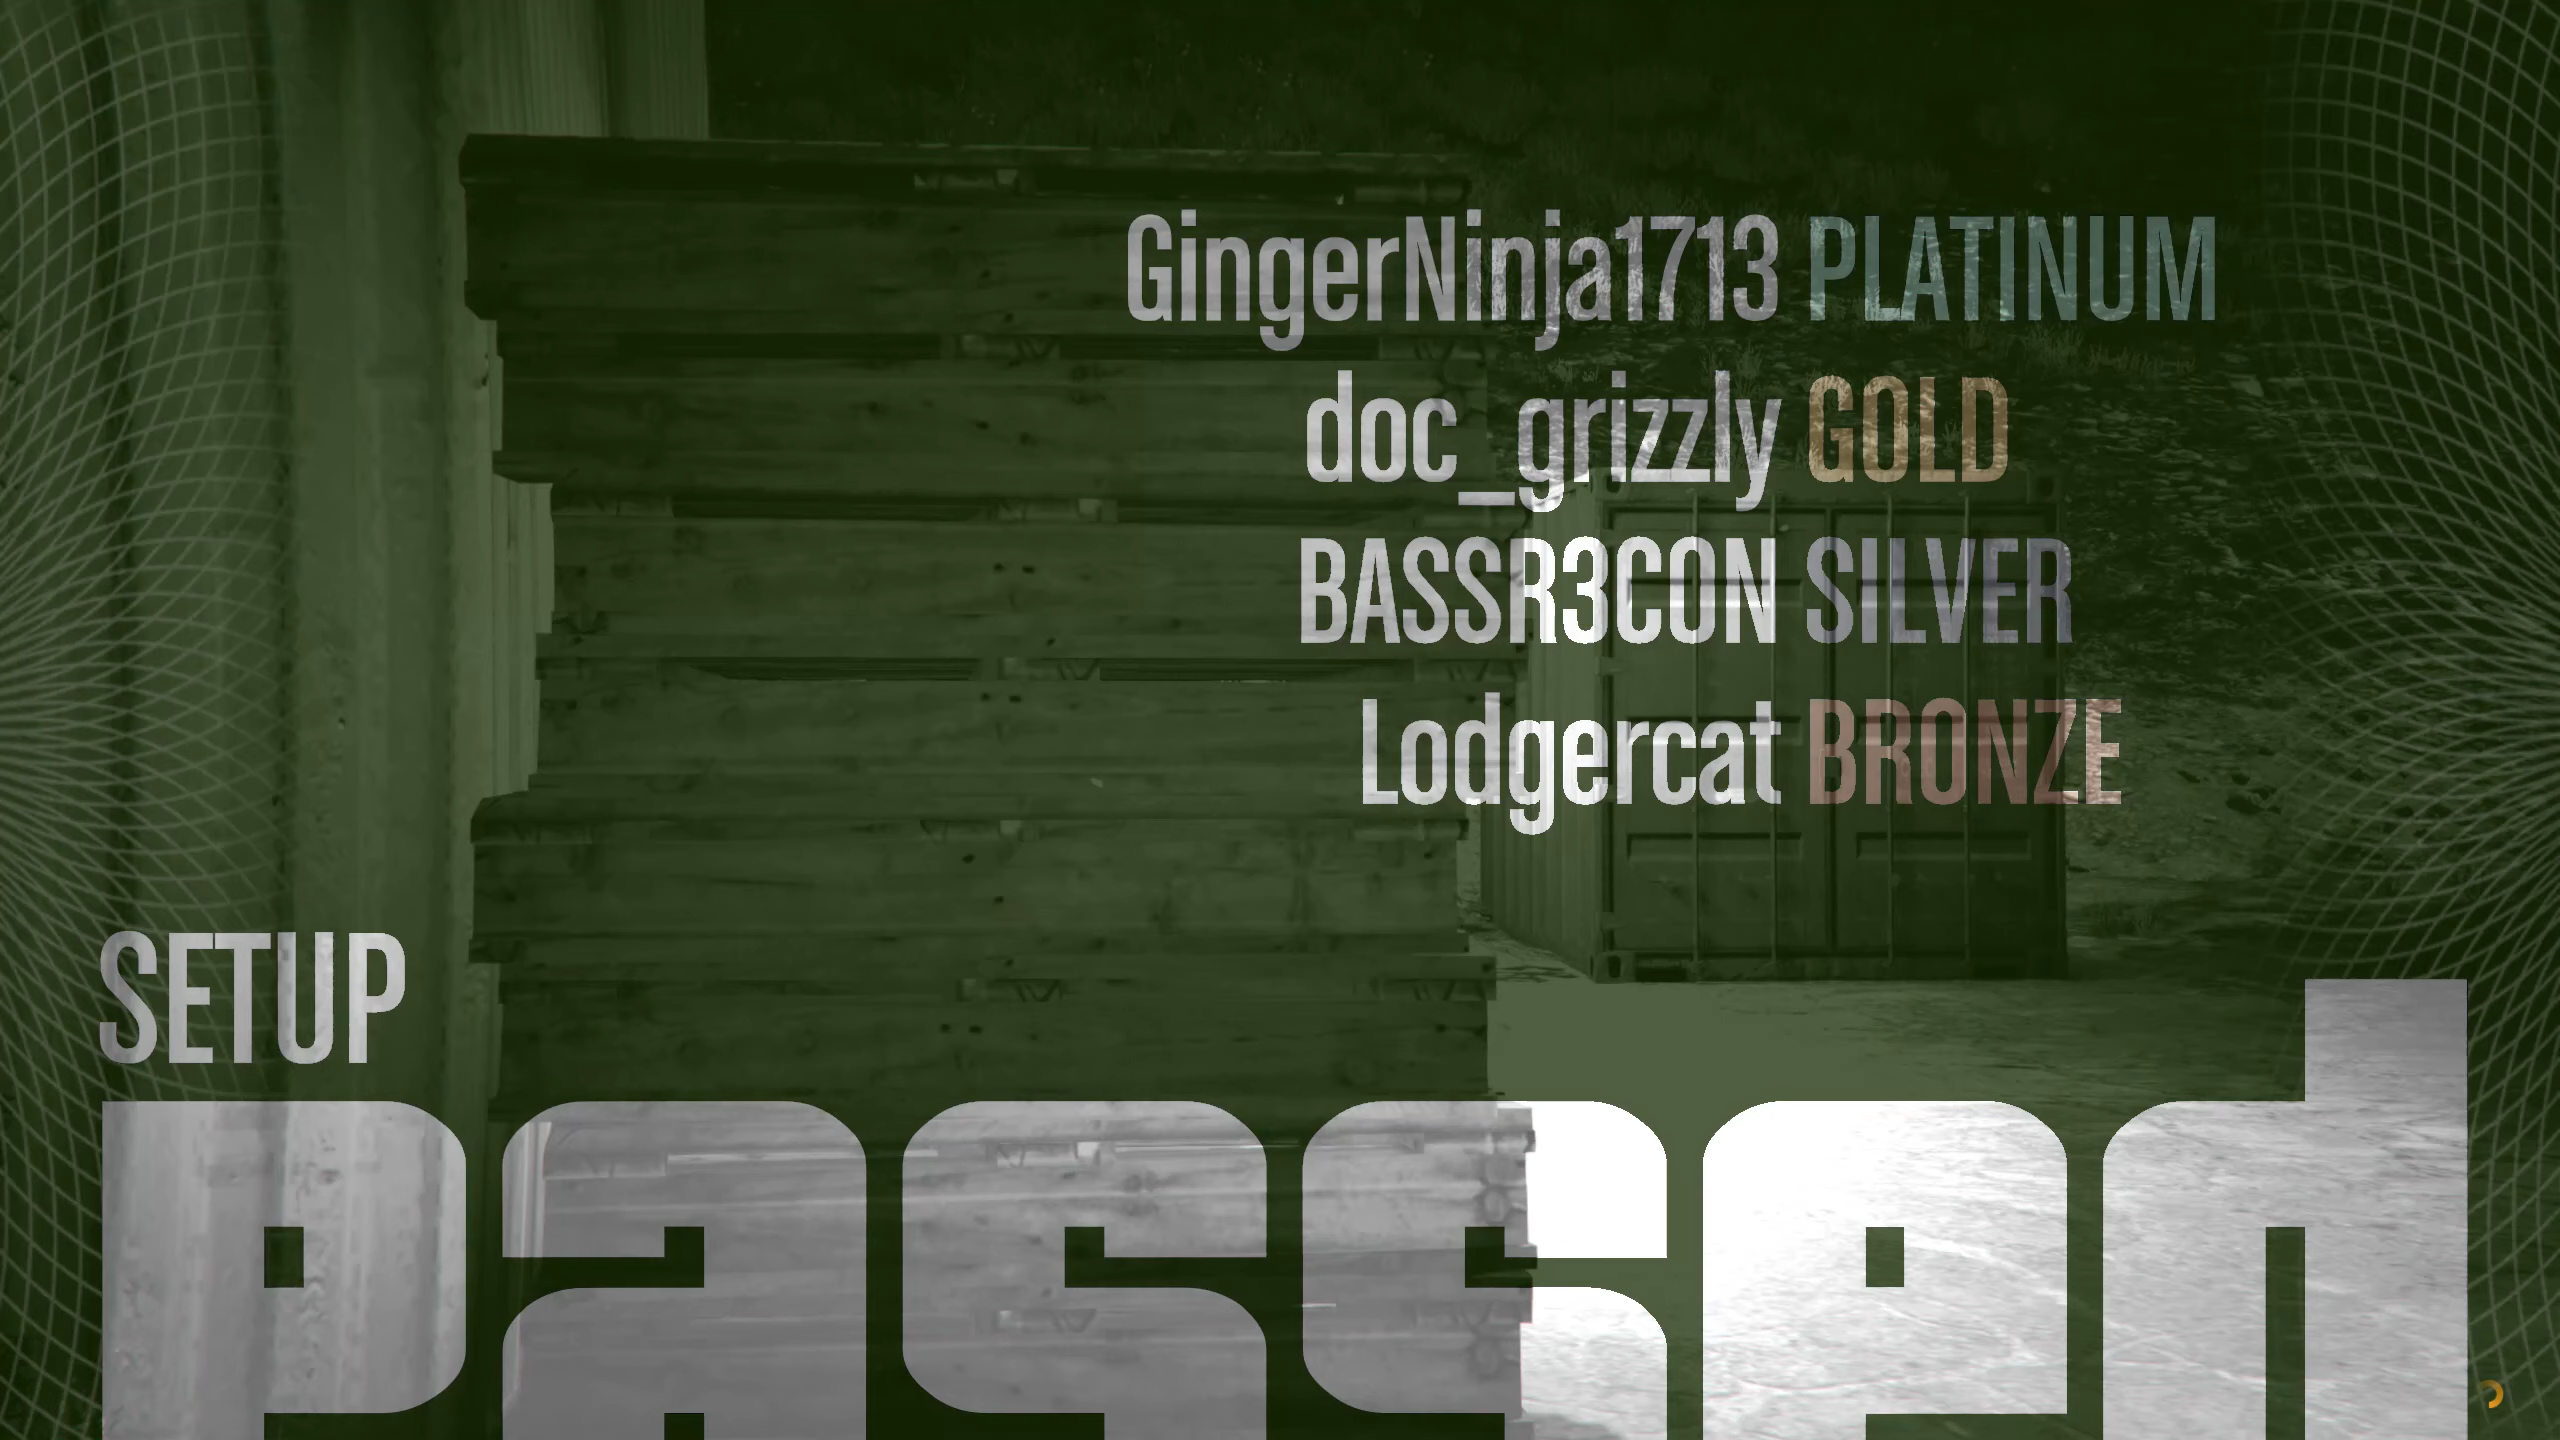 GingerNinja1713 PLATINUM
doc_grizzly GOLD
BASSR3CON SILVER
Lodgercat BRONZE
SETUP
passed